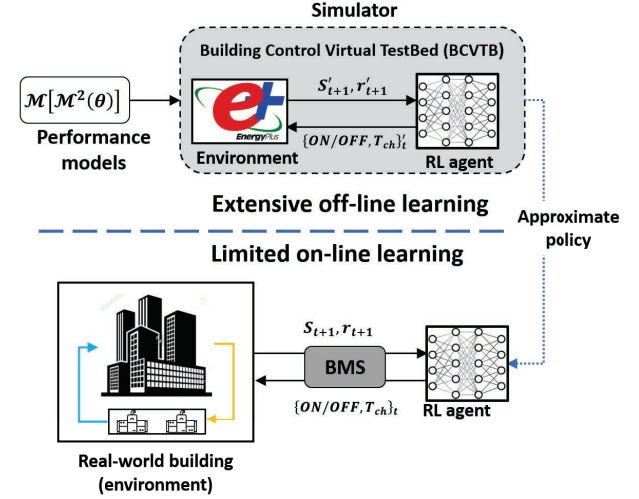 Simulator
Building Control Virtual TestBed (BCVTB)
𝓜[𝓜²(θ)]
Performance
models
e+
EnergyPlus
Environment
S′ₜ₊₁, r′ₜ₊₁
{ON/OFF, T_ch}′ₜ
RL agent
Extensive off-line learning
Approximate
policy
Limited on-line learning
Sₜ₊₁, rₜ₊₁
BMS
{ON/OFF, T_ch}ₜ
RL agent
Real-world building
(environment)